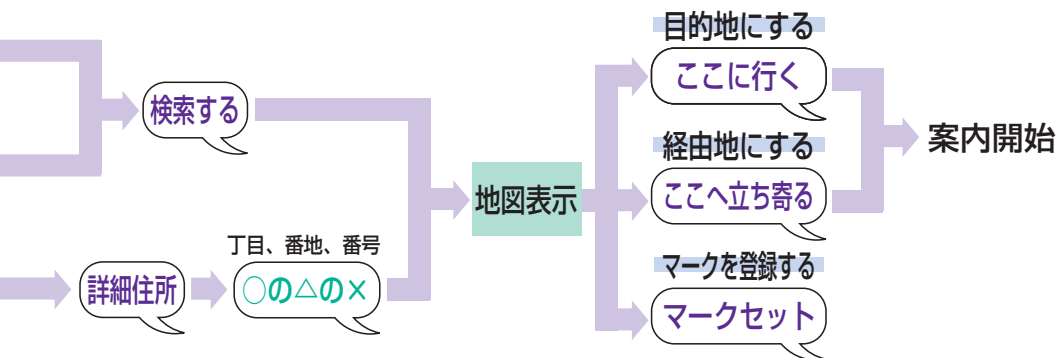 検索する
詳細住所
丁目、番地、番号
○の△の×
地図表示
目的地にする
ここに行く
経由地にする
ここへ立ち寄る
マークを登録する
マークセット
案内開始